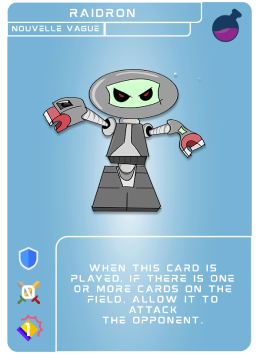 RAIDRON
NOUVELLE VAGUE
WHEN THIS CARD IS
PLAYED, IF THERE IS ONE
OR MORE CARDS ON THE
FIELD, ALLOW IT TO
ATTACK
THE OPPONENT.